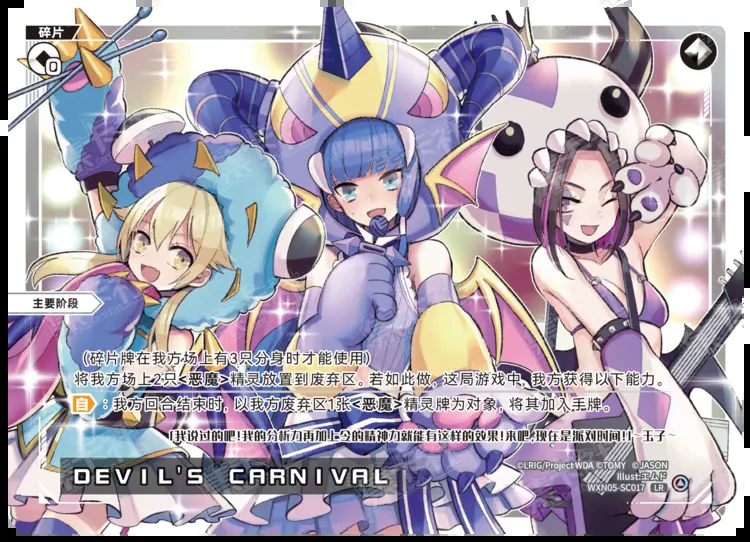 碎片
0
主要阶段
(碎片牌在我方场上有3只分身时才能使用)
将我方场上2只<恶魔>精灵放置到废弃区。若如此做，这局游戏中，我方获得以下能力。
自：我方回合结束时，以我方废弃区1张<恶魔>精灵牌为对象，将其加入手牌。
「我说过的吧!我的分析力再加上令的精神力就能有这样的效果!来吧,现在是派对时间!」~玉子~
DEVIL'S CARNIVAL
©LRIG/Project WDA ©TOMY ©JASON
Illust:エムド
WXN05-SC017 LR